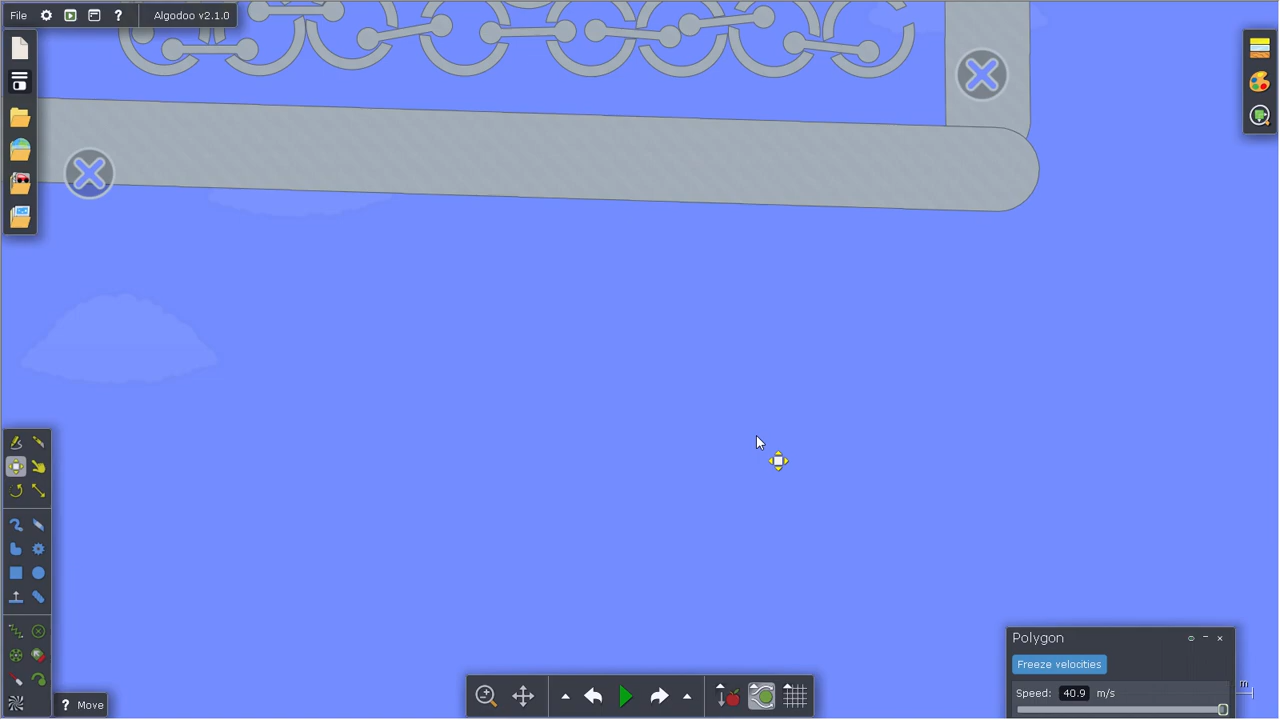 File ? Algodoo v2.1.0
Polygon
Freeze velocities
Speed: 40.9 m/s
m
? Move